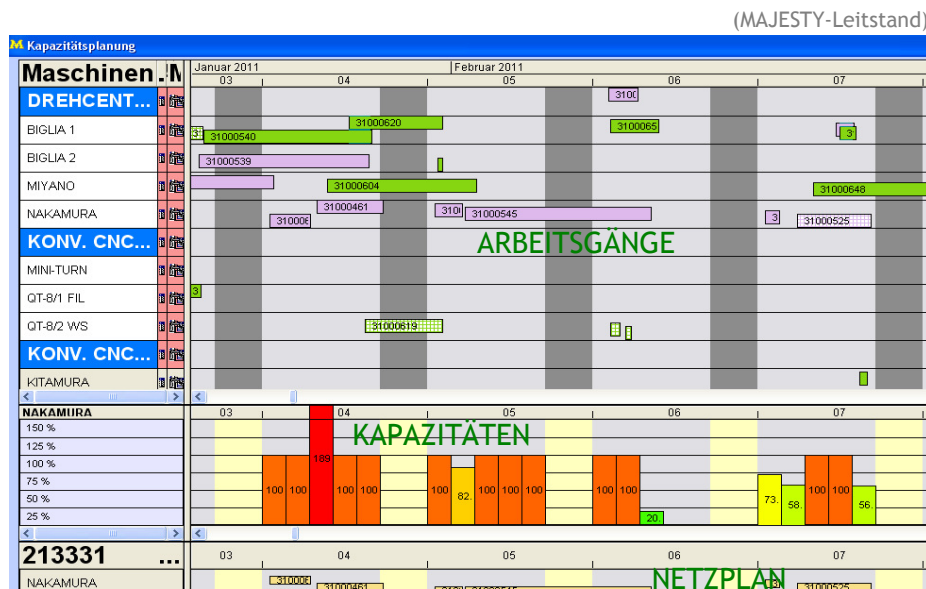 (MAJESTY-Leitstand)
M Kapazitätsplanung
Maschinen
Januar 2011 Februar 2011
03 04 05 06 07
DREHCENT...
BIGLIA 1 31000540 31000620 31000065 3
BIGLIA 2 31000539
MIYANO 31000604 31000648
NAKAMURA 31000461 31000545 3 31000525
ARBEITSGÄNGE
KONV. CNC...
MINI-TURN
QT-8/1 FIL 3
QT-8/2 WS 31000619
KONV. CNC...
KITAMURA
NAKAMURA 03 04 05 06 07
KAPAZITÄTEN
150 %
125 %
100 %
75 %
50 %
25 %
100 100 169 100 100 100 82. 100 100 100 100 100 20. 73. 58. 100 100 56.
213331 ... 03 04 05 06 07
NETZPLAN
NAKAMURA 31000461 31000545 31000525